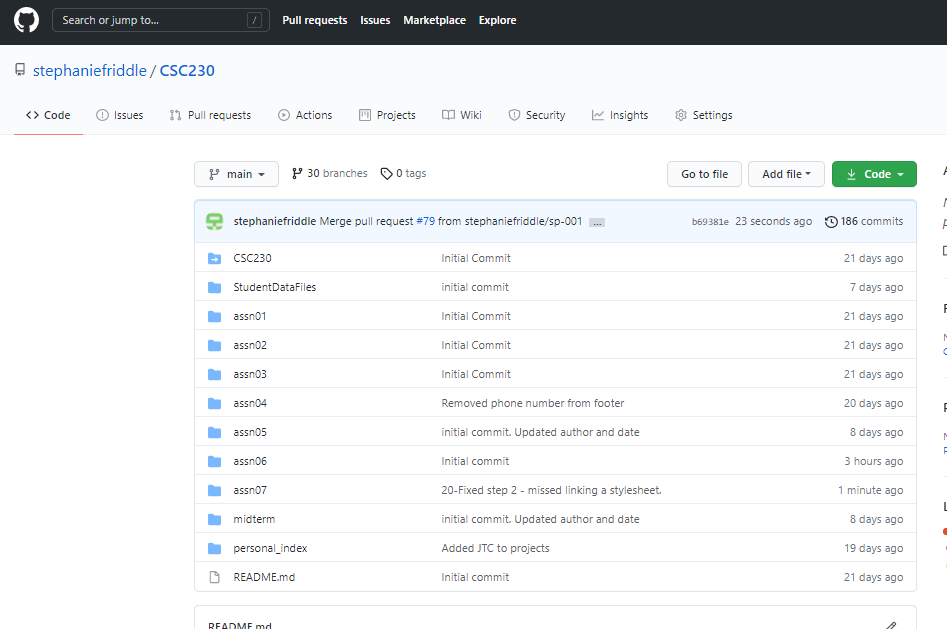 Search or jump to... / Pull requests Issues Marketplace Explore
stephaniefriddle / CSC230
Code Issues Pull requests Actions Projects Wiki Security Insights Settings
main 30 branches 0 tags Go to file Add file Code
stephaniefriddle Merge pull request #79 from stephaniefriddle/sp-001 ... b69381e 23 seconds ago 186 commits
CSC230 Initial Commit 21 days ago
StudentDataFiles initial commit 7 days ago
assn01 Initial Commit 21 days ago
assn02 Initial Commit 21 days ago
assn03 Initial Commit 21 days ago
assn04 Removed phone number from footer 20 days ago
assn05 initial commit. Updated author and date 8 days ago
assn06 Initial commit 3 hours ago
assn07 20-Fixed step 2 - missed linking a stylesheet. 1 minute ago
midterm initial commit. Updated author and date 8 days ago
personal_index Added JTC to projects 19 days ago
README.md Initial commit 21 days ago
README.md